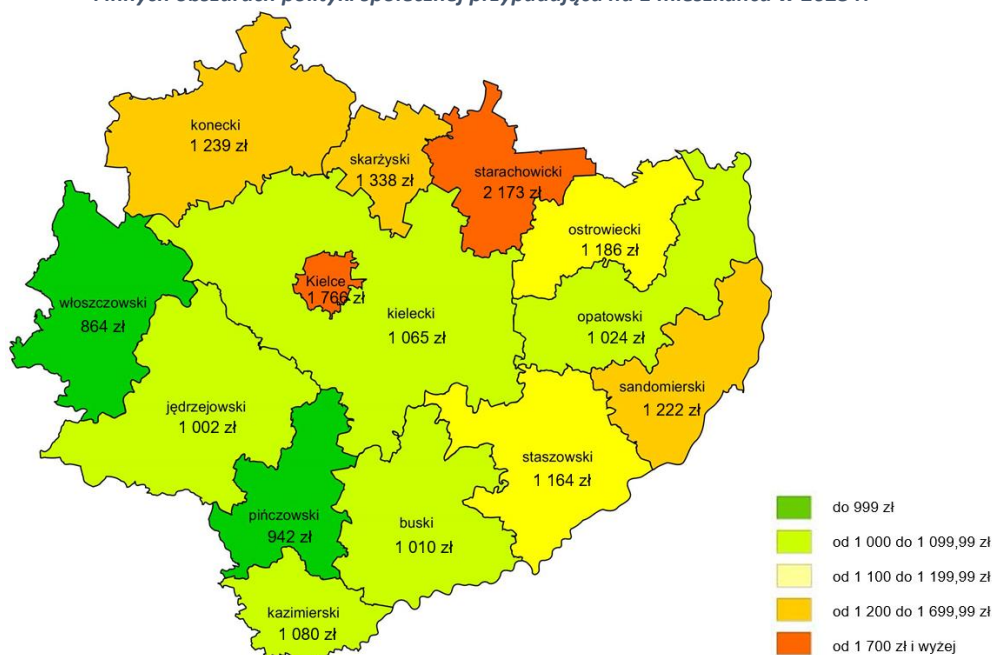 i innych obszarach polityki społecznej przypadająca na 1 mieszkańca w 2023 r.
konecki
1 239 zł
skarżyski
1 338 zł
starachowicki
2 173 zł
ostrowiecki
1 186 zł
włoszczowski
864 zł
Kielce
1 766 zł
kielecki
1 065 zł
opatowski
1 024 zł
sandomierski
1 222 zł
jędrzejowski
1 002 zł
staszowski
1 164 zł
pińczowski
942 zł
buski
1 010 zł
kazimierski
1 080 zł
do 999 zł
od 1 000 do 1 099,99 zł
od 1 100 do 1 199,99 zł
od 1 200 do 1 699,99 zł
od 1 700 zł i wyżej